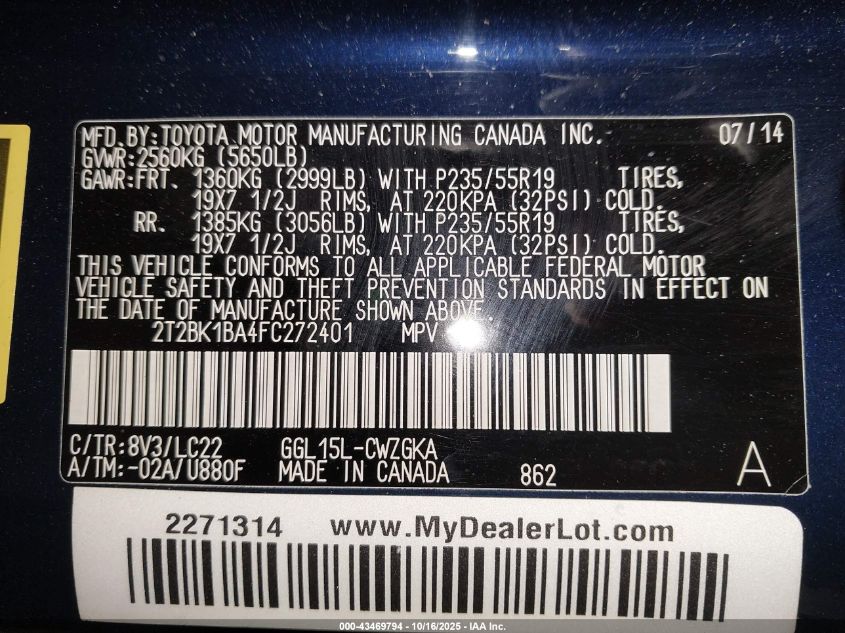 MFD.BY:TOYOTA MOTOR MANUFACTURING CANADA INC. 07/14
GVWR:2560KG (5650LB)
GAWR:FRT. 1360KG (2999LB) WITH P235/55R19 TIRES,
19X7 1/2J RIMS, AT 220KPA (32PSI) COLD.
RR. 1385KG (3056LB) WITH P235/55R19 TIRES,
19X7 1/2J RIMS, AT 220KPA (32PSI) COLD.
THIS VEHICLE CONFORMS TO ALL APPLICABLE FEDERAL MOTOR
VEHICLE SAFETY AND THEFT PREVENTION STANDARDS IN EFFECT ON
THE DATE OF MANUFACTURE SHOWN ABOVE.
2T2BK1BA4FC272401 MPV
C/TR:8V3/LC22 GGL15L-CWZGKA
A/TM:-02A/U880F MADE IN CANADA 862 A
2271314 www.MyDealerLot.com
000-43469794 - 10/16/2025 - IAA Inc.